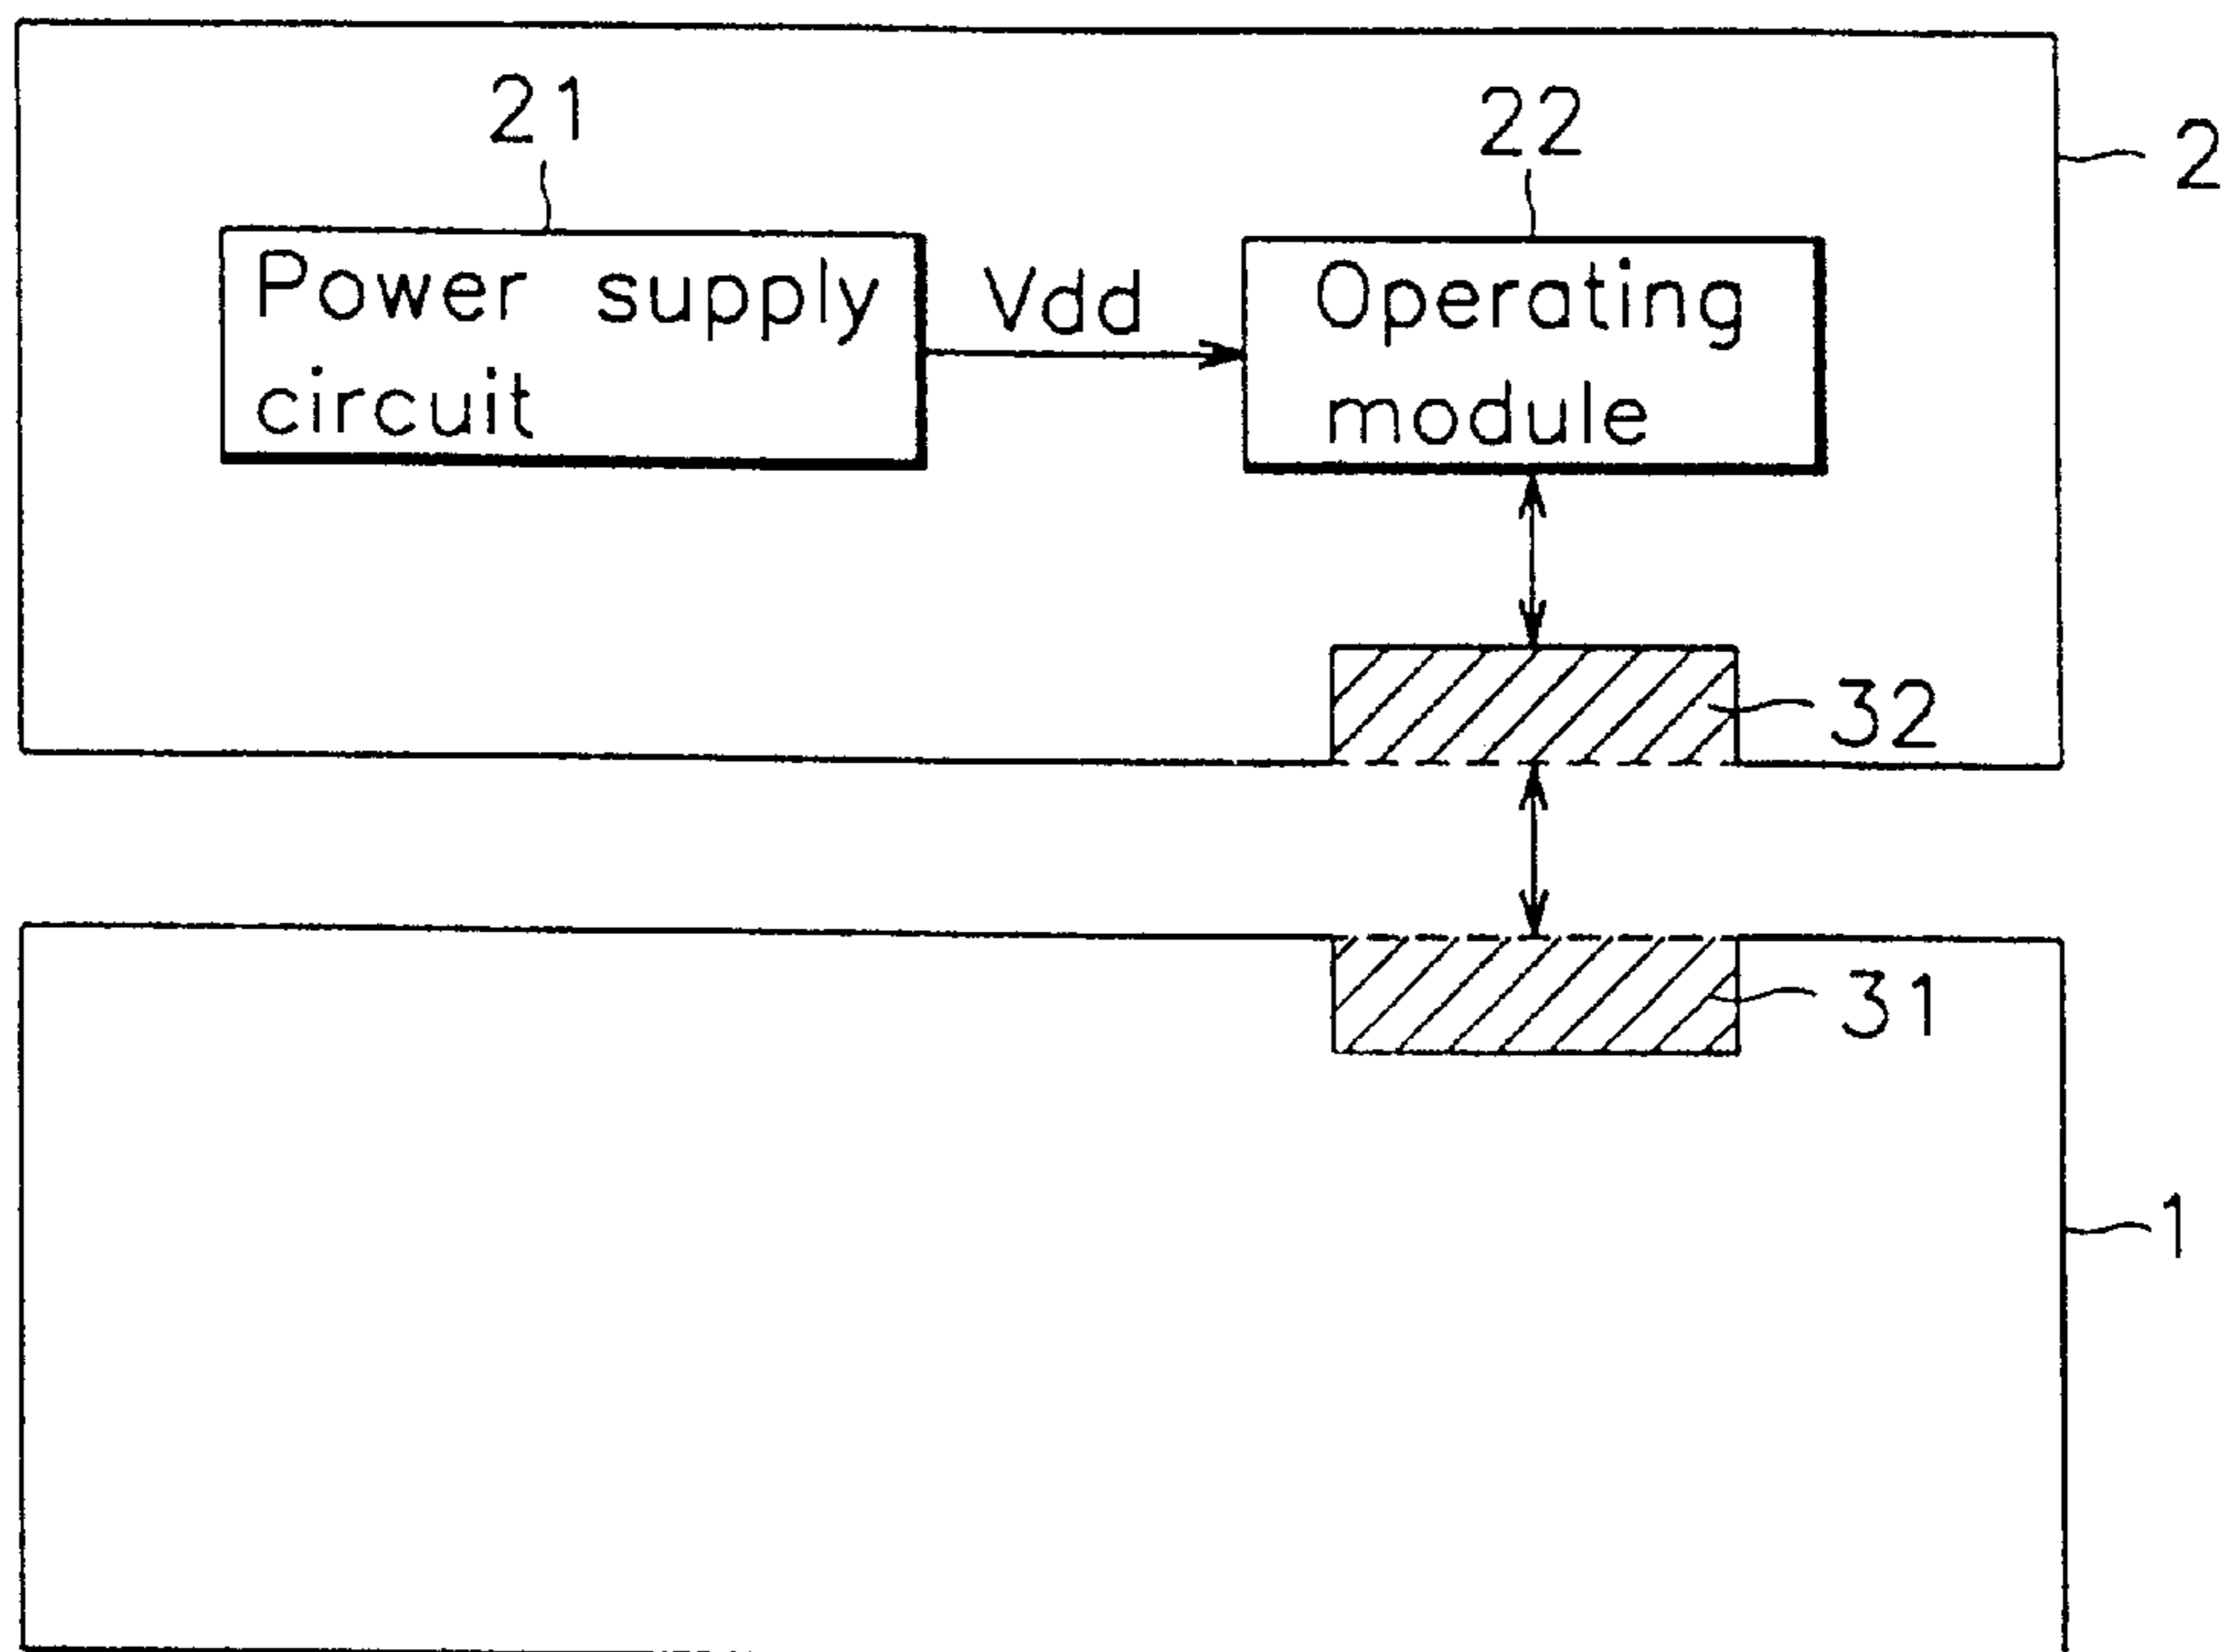 21
22
2
Power supply
circuit
Vdd
Operating
module
32
31
1